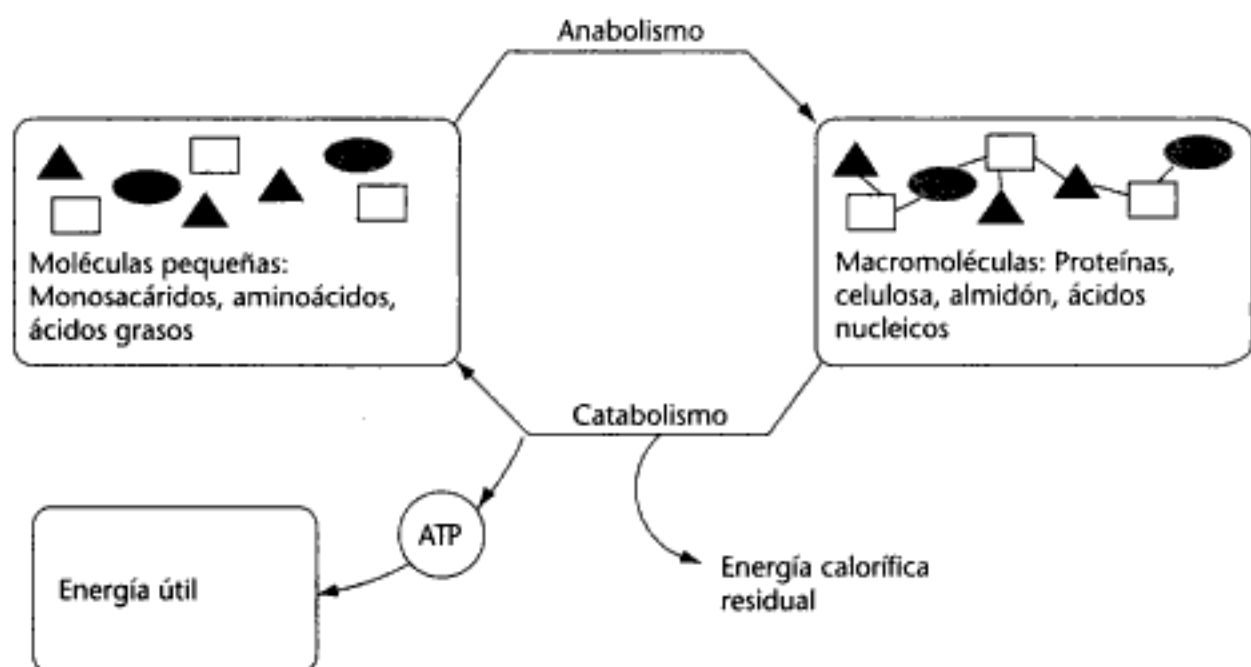 Anabolismo
Moléculas pequeñas:
Monosacáridos, aminoácidos,
ácidos grasos
Macromoléculas: Proteínas,
celulosa, almidón, ácidos
nucleicos
Catabolismo
ATP
Energía útil
Energía calorífica
residual